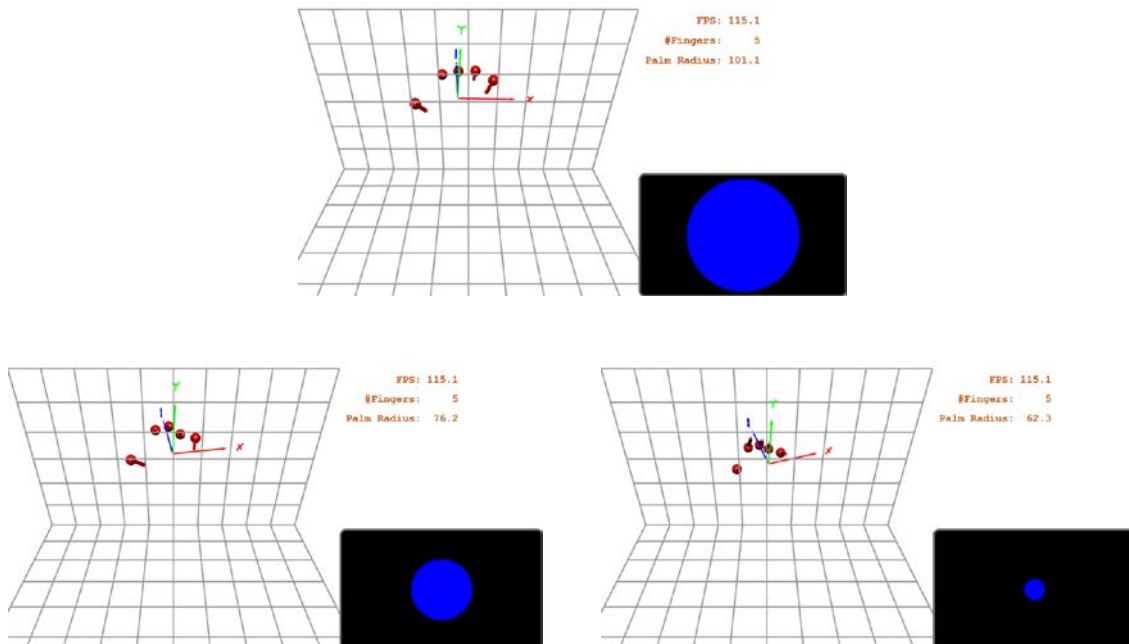 Y
X
FPS: 115.1
#Fingers: 5
Palm Radius: 101.1
Y
X
FPS: 115.1
#Fingers: 5
Palm Radius: 76.2
Y
X
FPS: 115.1
#Fingers: 5
Palm Radius: 62.3